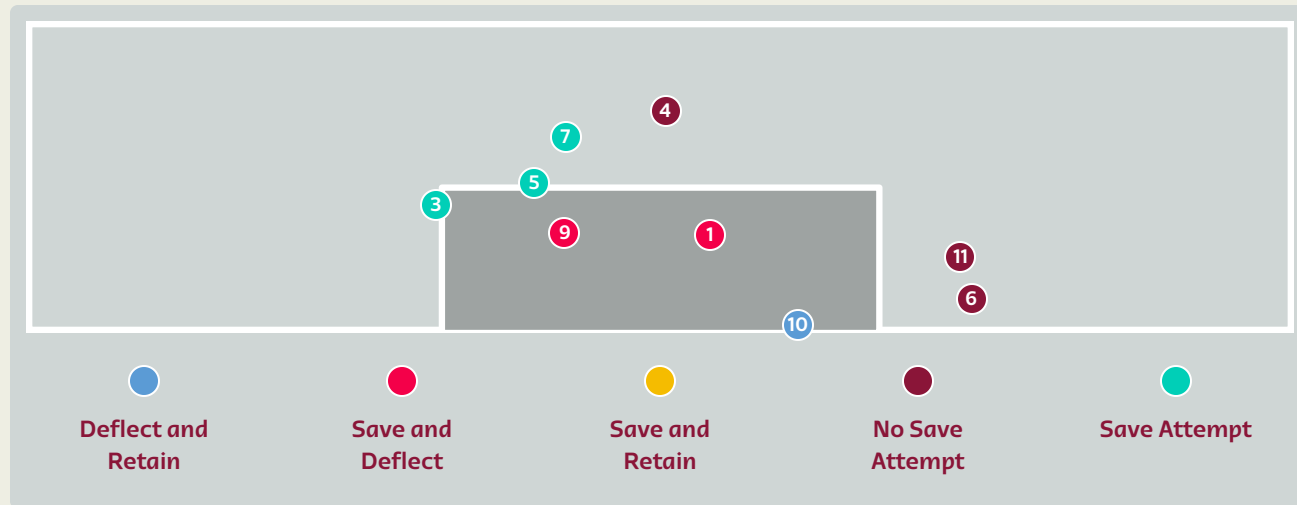 4
7
5
3
9
1
11
6
10
Deflect and
Retain
Save and
Deflect
Save and
Retain
No Save
Attempt
Save Attempt